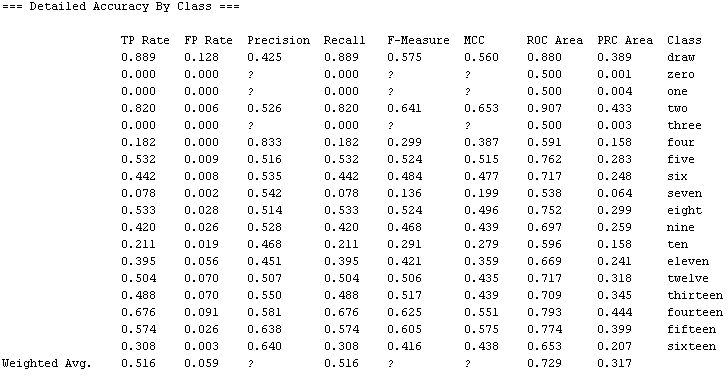 === Detailed Accuracy By Class ===
TP Rate FP Rate Precision Recall F-Measure MCC ROC Area PRC Area Class
0.889 0.128 0.425 0.889 0.575 0.560 0.880 0.389 draw
0.000 0.000 ? 0.000 ? ? 0.500 0.001 zero
0.000 0.000 ? 0.000 ? ? 0.500 0.004 one
0.820 0.006 0.526 0.820 0.641 0.653 0.907 0.433 two
0.000 0.000 ? 0.000 ? ? 0.500 0.003 three
0.182 0.000 0.833 0.182 0.299 0.387 0.591 0.158 four
0.532 0.009 0.516 0.532 0.524 0.515 0.762 0.283 five
0.442 0.008 0.535 0.442 0.484 0.477 0.717 0.248 six
0.078 0.002 0.542 0.078 0.136 0.199 0.538 0.064 seven
0.533 0.028 0.514 0.533 0.524 0.496 0.752 0.299 eight
0.420 0.026 0.528 0.420 0.468 0.439 0.697 0.259 nine
0.211 0.019 0.468 0.211 0.291 0.279 0.596 0.158 ten
0.395 0.056 0.451 0.395 0.421 0.359 0.669 0.241 eleven
0.504 0.070 0.507 0.504 0.506 0.435 0.717 0.318 twelve
0.488 0.070 0.550 0.488 0.517 0.439 0.709 0.345 thirteen
0.676 0.091 0.581 0.676 0.625 0.551 0.793 0.444 fourteen
0.574 0.026 0.638 0.574 0.605 0.575 0.774 0.399 fifteen
0.308 0.003 0.640 0.308 0.416 0.438 0.653 0.207 sixteen
Weighted Avg. 0.516 0.059 ? 0.516 ? ? 0.729 0.317